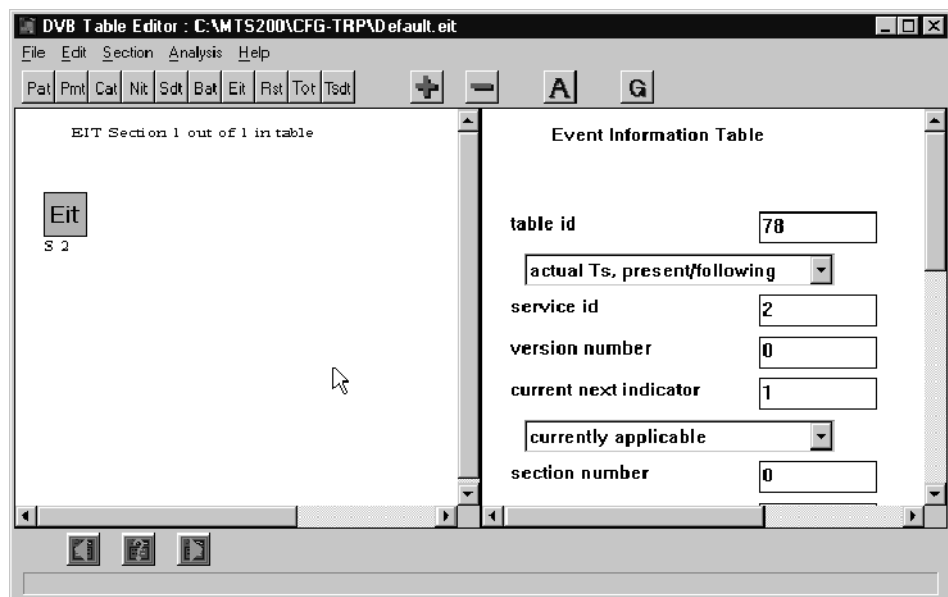 DVB Table Editor : C:\MTS200\CFG-TRP\Default.eit
File Edit Section Analysis Help
Pat Pmt Cat Nit Sdt Bat Eit Rst Tot Tsdt A G
EIT Section 1 out of 1 in table
Eit
S 2
Event Information Table
table id 78
actual Ts, present/following
service id 2
version number 0
current next indicator 1
currently applicable
section number 0